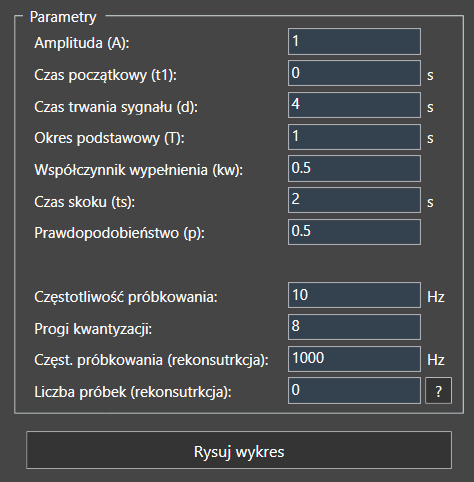 Parametry
Amplituda (A): 1
Czas początkowy (t1): 0 s
Czas trwania sygnału (d): 4 s
Okres podstawowy (T): 1 s
Współczynnik wypełnienia (kw): 0.5
Czas skoku (ts): 2 s
Prawdopodobieństwo (p): 0.5
Częstotliwość próbkowania: 10 Hz
Progi kwantyzacji: 8
Częst. próbkowania (rekonsutrkcja): 1000 Hz
Liczba próbek (rekonsutrkcja): 0 ?
Rysuj wykres